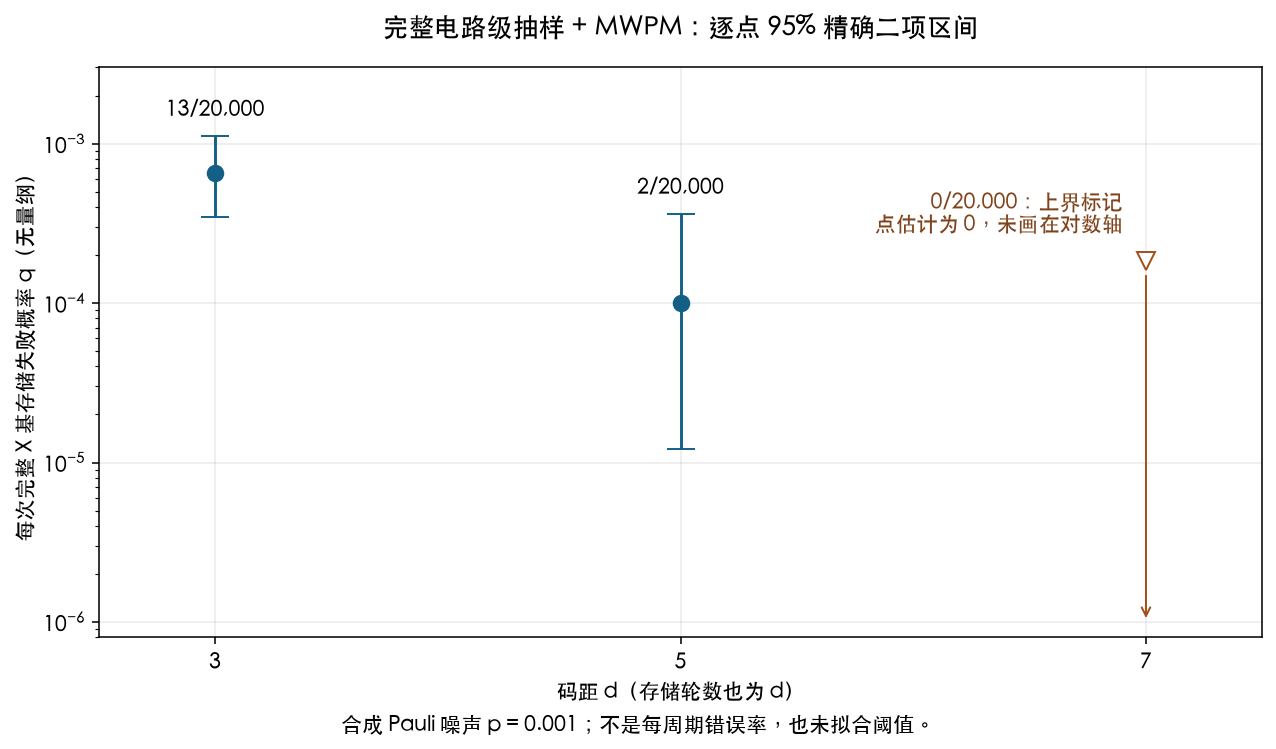 完整电路级抽样 + MWPM：逐点 95% 精确二项区间
每次完整 X 基存储失败概率 q（无量纲）
10⁻³
10⁻⁴
10⁻⁵
10⁻⁶
13/20,000
2/20,000
0/20,000：上界标记
点估计为 0，未画在对数轴
3
5
7
码距 d（存储轮数也为 d）
合成 Pauli 噪声 p = 0.001；不是每周期错误率，也未拟合阈值。